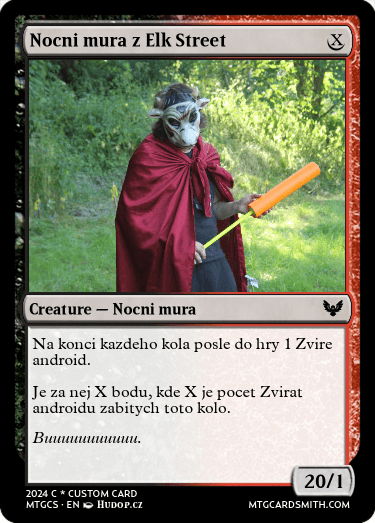 Nocni mura z Elk Street
X
Creature — Nocni mura
Na konci kazdeho kola posle do hry 1 Zvire
android.
Je za nej X bodu, kde X je pocet Zvirat
androidu zabitych toto kolo.
Buuuuuuuuuuu.
20/1
2024 C * CUSTOM CARD
MTGCS · EN HUDOP.CZ
MTGCARDSMITH.COM